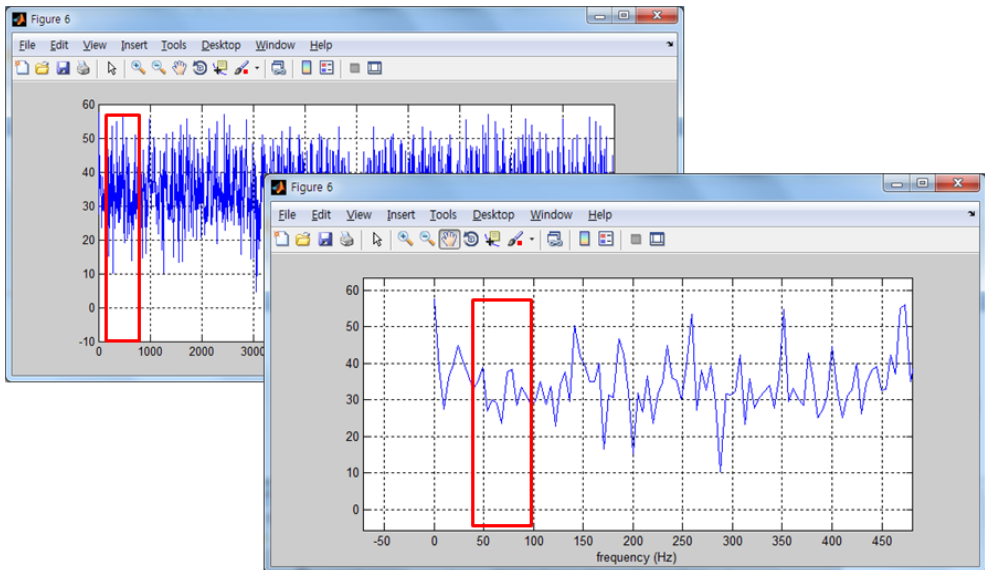 Figure 6
File Edit View Insert Tools Desktop Window Help
60
50
40
30
20
10
0
-10
0 1000 2000 3000
Figure 6
File Edit View Insert Tools Desktop Window Help
60
50
40
30
20
10
0
-50 0 50 100 150 200 250 300 350 400 450
frequency (Hz)